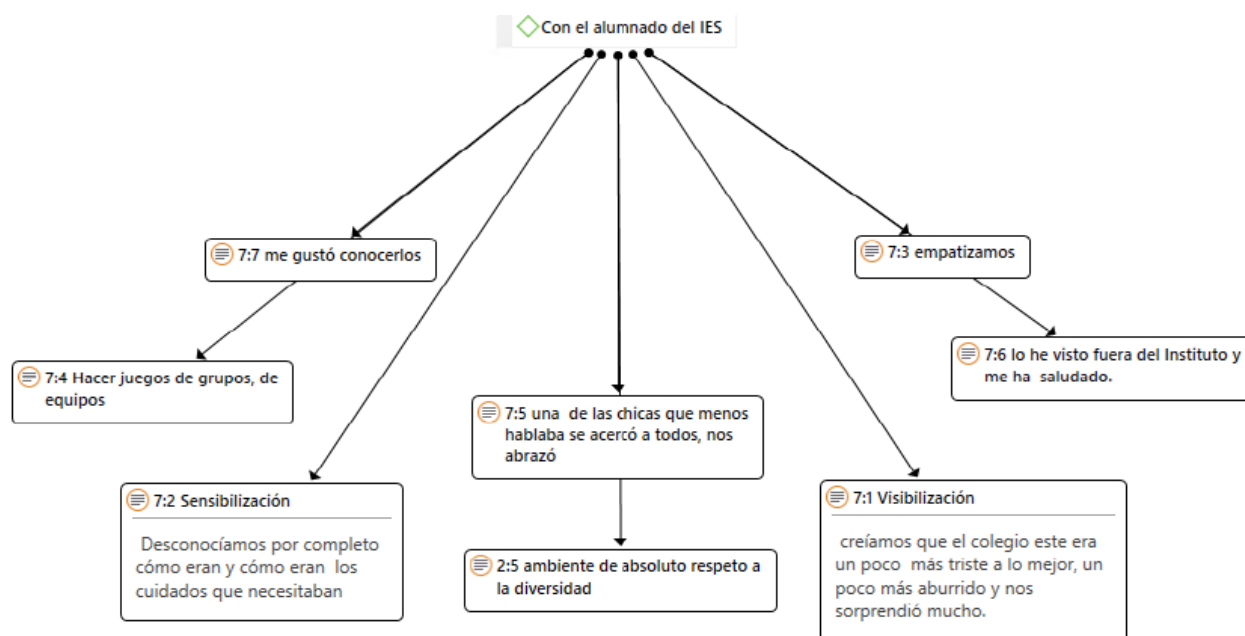 Con el alumnado del IES
7:7 me gustó conocerlos
7:3 empatizamos
7:4 Hacer juegos de grupos, de
equipos
7:6 lo he visto fuera del Instituto y
me ha saludado.
7:5 una de las chicas que menos
hablaba se acercó a todos, nos
abrazó
7:2 Sensibilización
Desconocíamos por completo
cómo eran y cómo eran los
cuidados que necesitaban
2:5 ambiente de absoluto respeto a
la diversidad
7:1 Visibilización
creíamos que el colegio este era
un poco más triste a lo mejor, un
poco más aburrido y nos
sorprendió mucho.